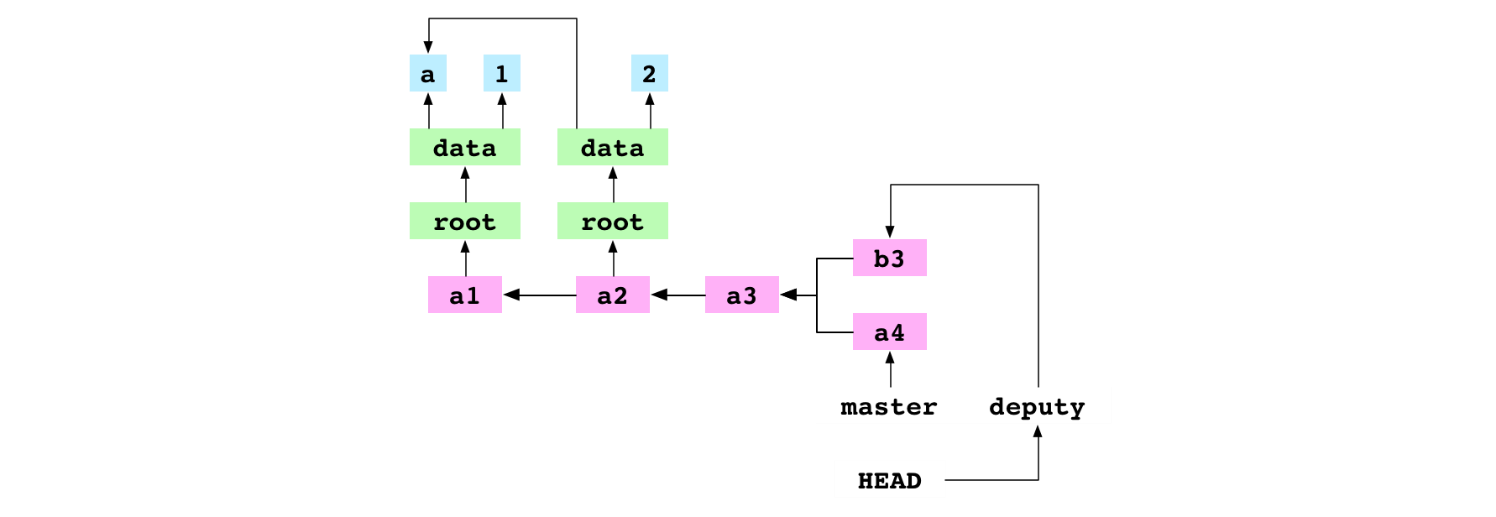 a 1 2
data data
root root
b3
a1 a2 a3
a4
master deputy
HEAD